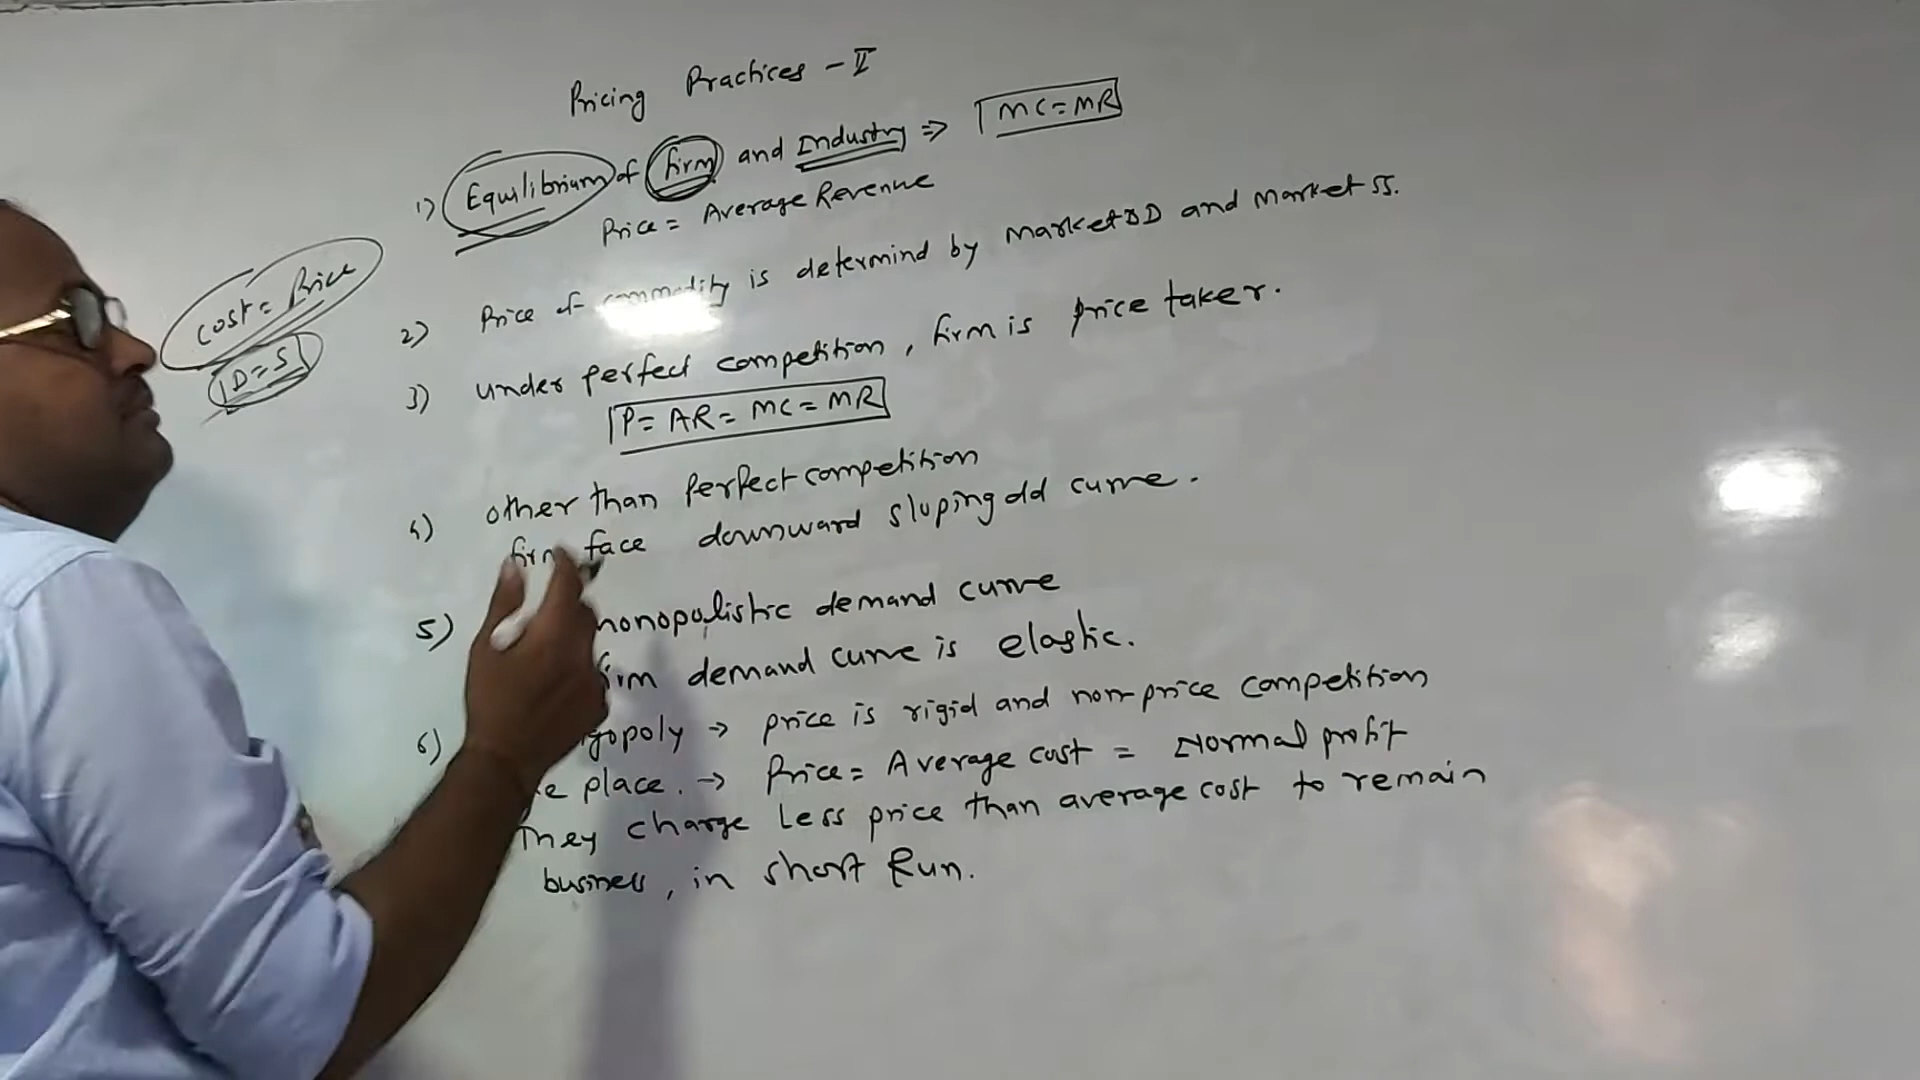 Pricing Practices - II
1) Equilibrium of firm and Industry => MC = MR
Price = Average Revenue
Cost = Price
D = S
2) Price of commodity is determind by market DD and market SS.
3) under perfect competition, firm is price taker.
P = AR = MC = MR
4) other than perfect competition
firm face downward sloping dd curve.
5) monopolistic demand curve
firm demand curve is elastic.
6) gopoly → price is rigid and non-price competition
place. → Price = Average cost = Normal profit
They charge less price than average cost to remain
business, in short Run.